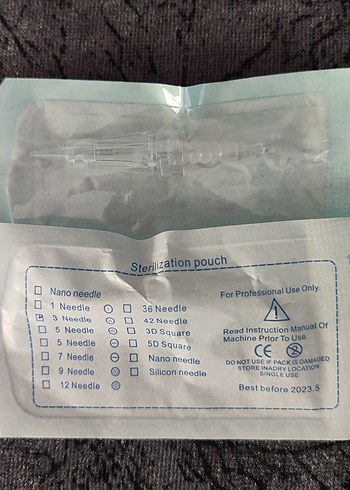 Sterilization pouch
Nano needle
1 Needle
3 Needle
5 Needle
5 Needle
7 Needle
9 Needle
12 Needle
36 Needle
42 Needle
3D Square
5D Square
Nano needle
Silicon needle
For Professional Use Only.
Read Instruction Manual Of
Machine Prior To Use.
CE
DO NOT USE IF PACK IS DAMAGED
STORE INADRY LOCATION
SINGLE USE
Best before 2023.5